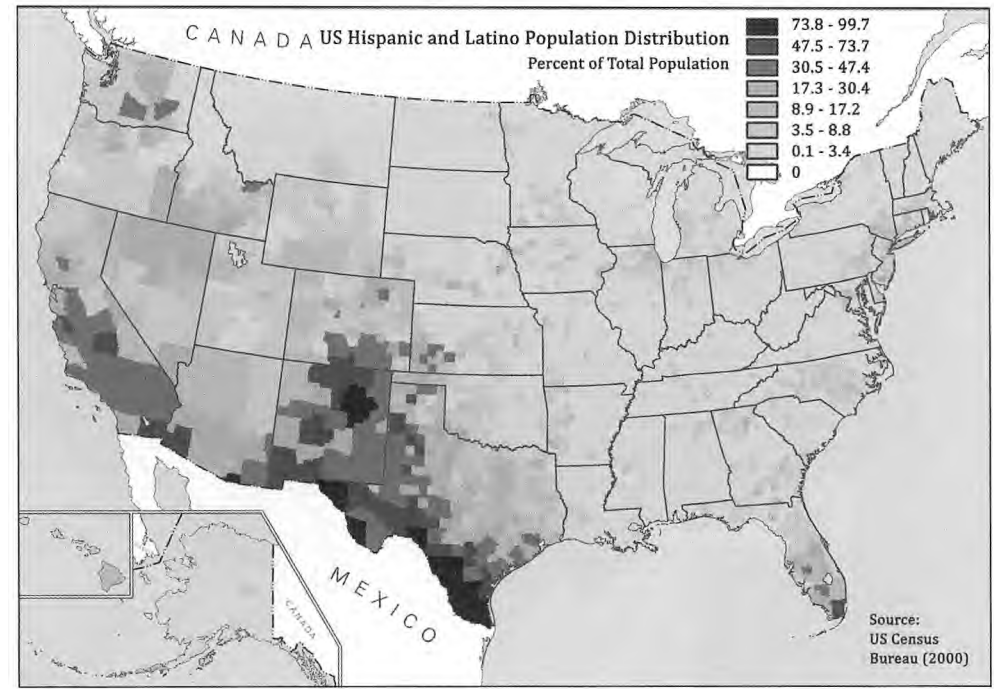 CANADA
US Hispanic and Latino Population Distribution
Percent of Total Population
73.8 - 99.7
47.5 - 73.7
30.5 - 47.4
17.3 - 30.4
8.9 - 17.2
3.5 - 8.8
0.1 - 3.4
0
MEXICO
CANADA
Source:
US Census
Bureau (2000)